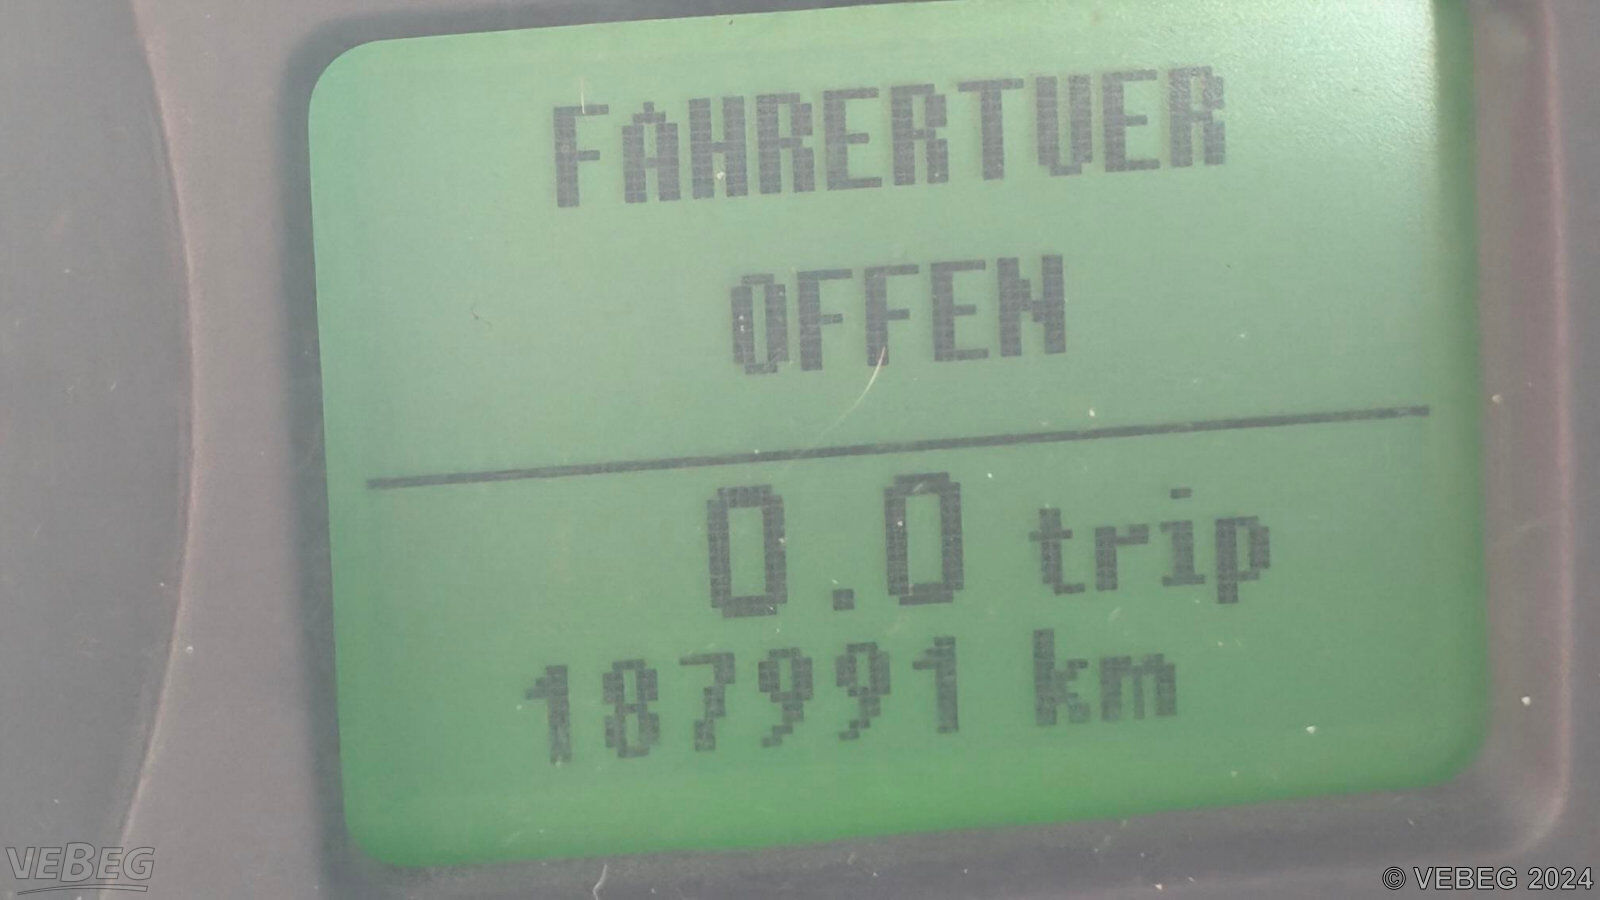 FAHRERTUER
OFFEN
0.0 trip
187991 km
VEBEG
© VEBEG 2024